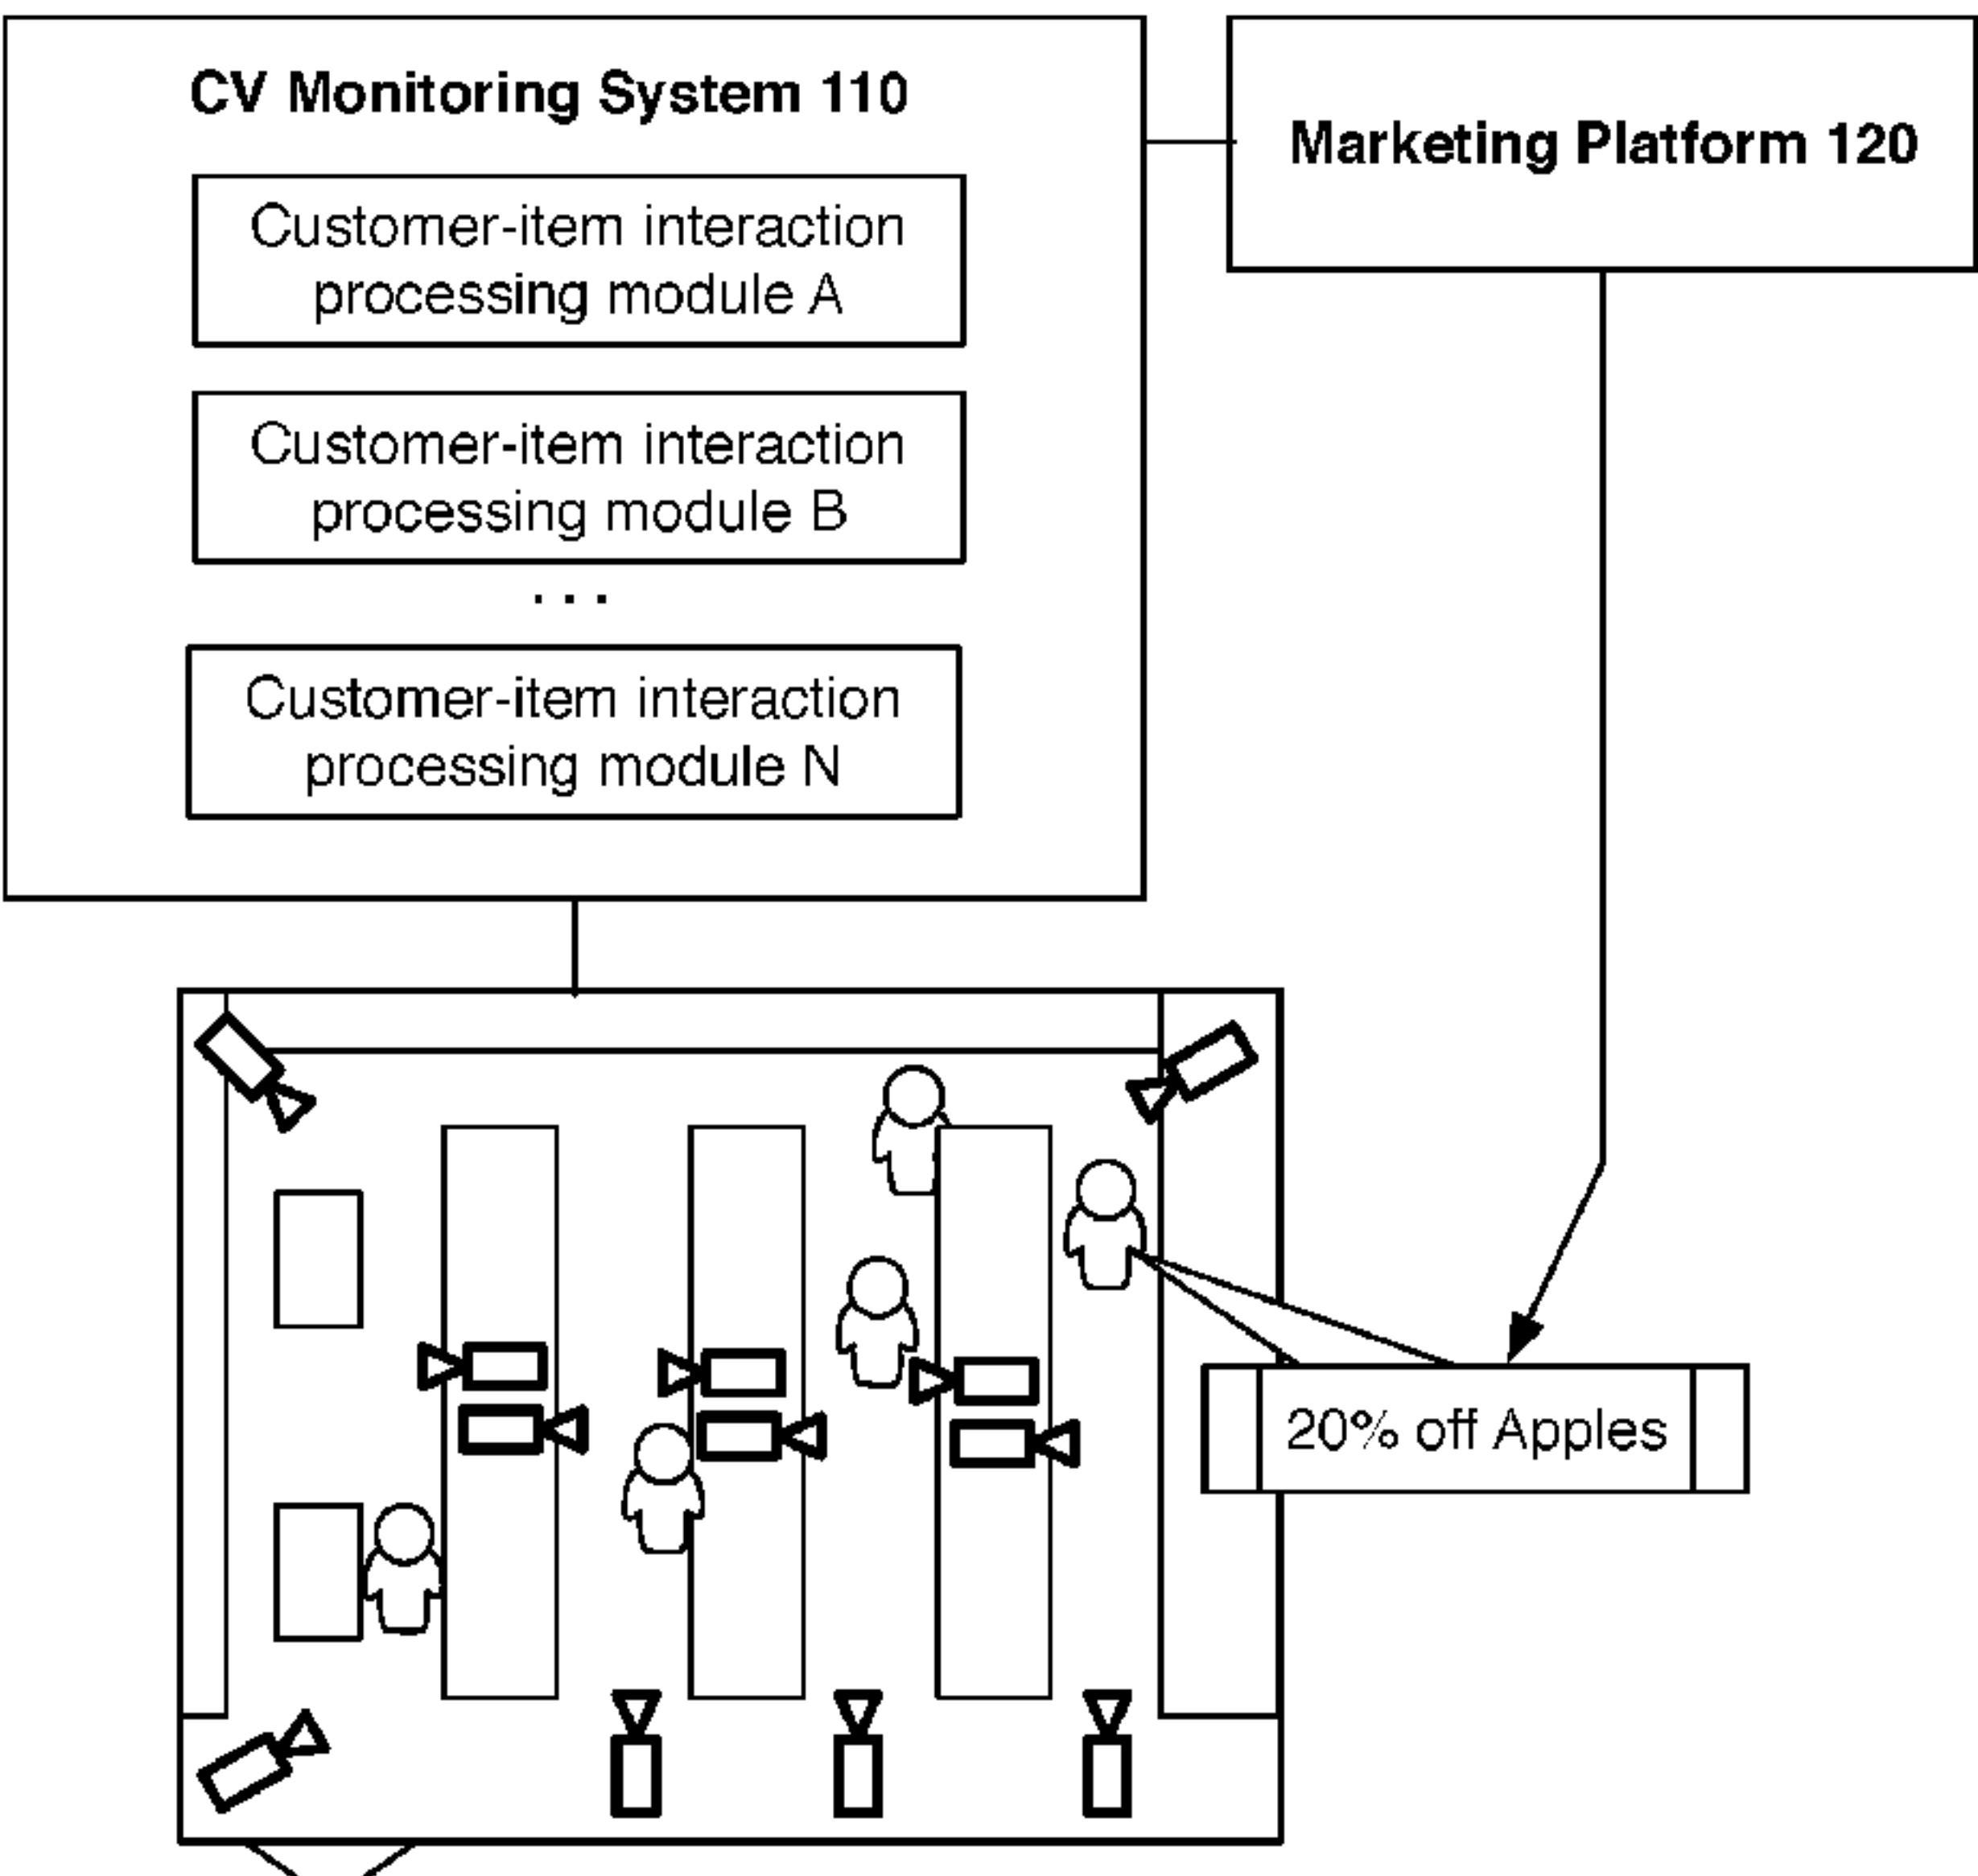 CV Monitoring System 110
Marketing Platform 120
Customer-item interaction
processing module A
Customer-item interaction
processing module B
...
Customer-item interaction
processing module N
20% off Apples